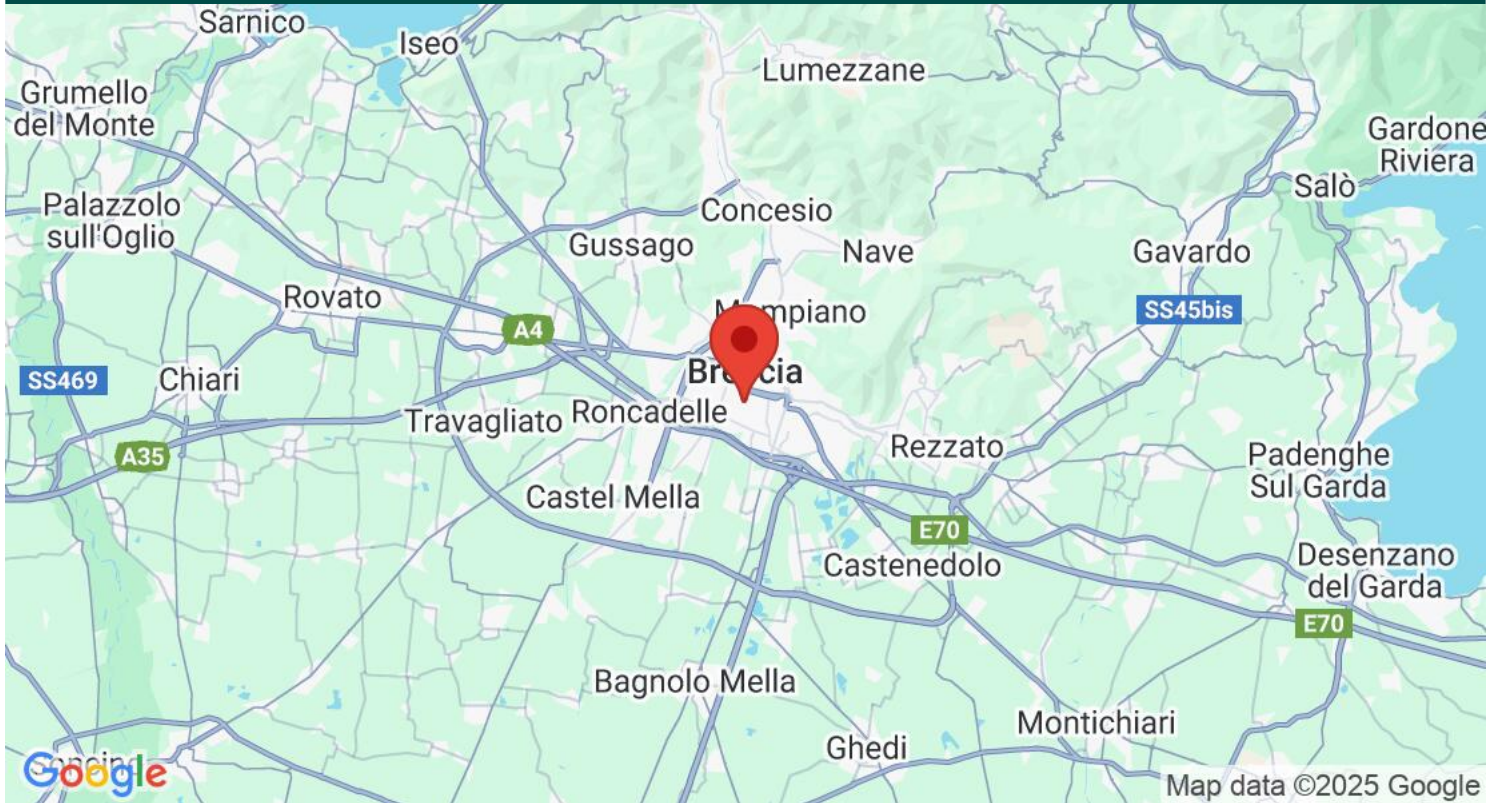 Sarnico
Iseo
Lumezzane
Grumello
del Monte
Gardone
Riviera
Salò
Palazzolo
sull'Oglio
Concesio
Gussago
Nave
Gavardo
Rovato
SS45bis
A4
Brescia
SS469
Chiari
Travagliato
Roncadelle
Rezzato
A35
Padenghe
Sul Garda
Castel Mella
E70
Castenedolo
Desenzano
del Garda
E70
Bagnolo Mella
Montichiari
Ghedi
Google
Map data ©2025 Google